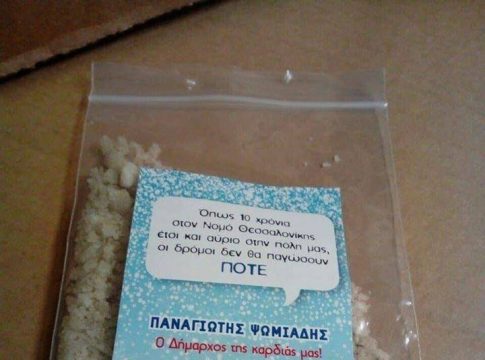 Όπως 10 χρόνια
στον Νομό Θεσσαλονίκης
έτσι και αύριο στην πόλη μας,
οι δρόμοι δεν θα παγώσουν
ΠΟΤΕ
ΠΑΝΑΓΙΩΤΗΣ ΨΩΜΙΑΔΗΣ
Ο Δήμαρχος της καρδιάς μας!